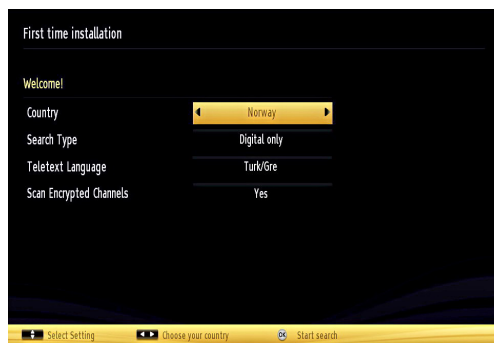 First time installation
Welcome!
Country Norway
Search Type Digital only
Teletext Language Turk/Gre
Scan Encrypted Channels Yes
Select Setting Choose your country OK Start search